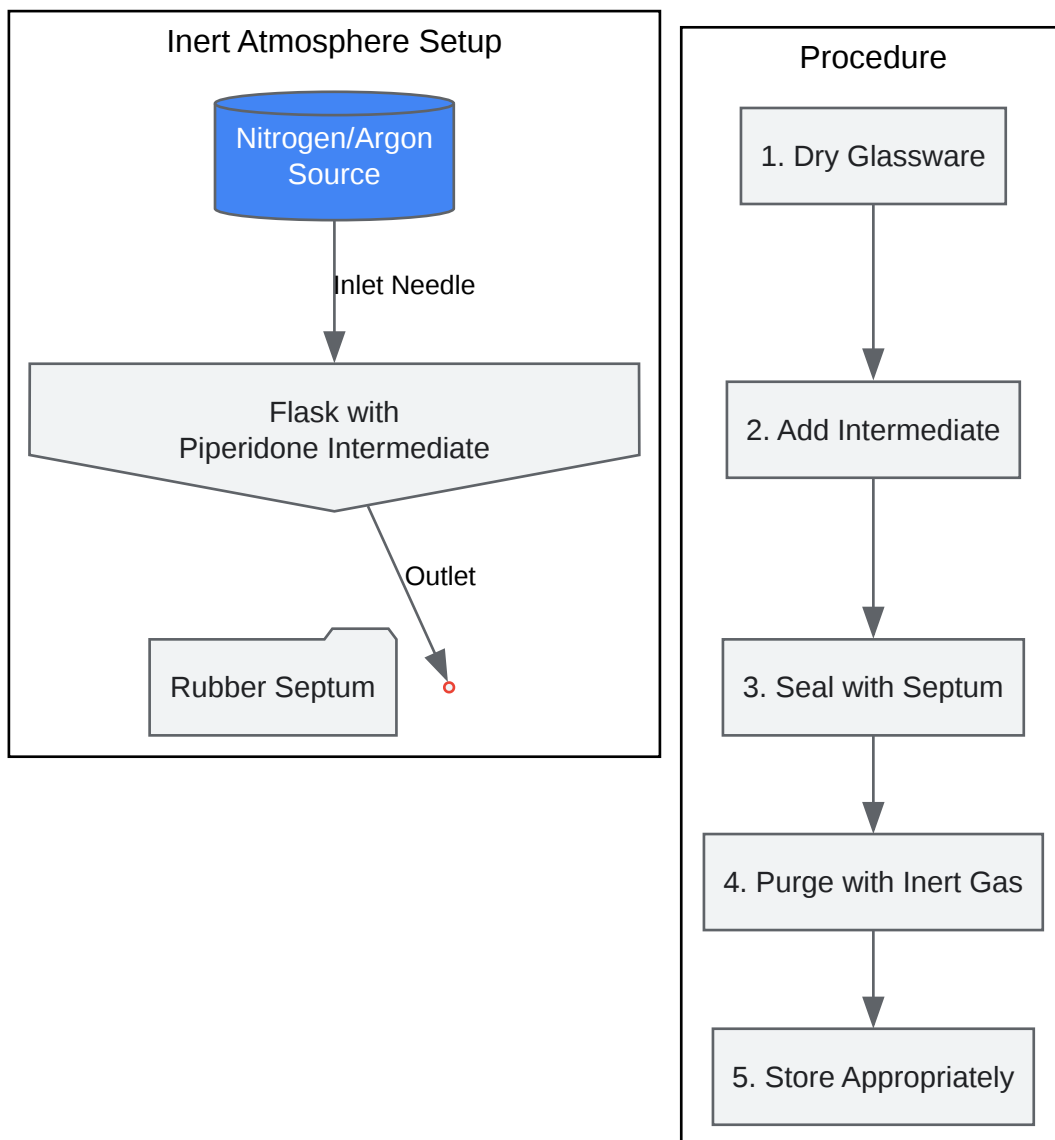 Inert Atmosphere Setup
Nitrogen/Argon
Source
Inlet Needle
Flask with
Piperidone Intermediate
Outlet
Rubber Septum
Procedure
1. Dry Glassware
2. Add Intermediate
3. Seal with Septum
4. Purge with Inert Gas
5. Store Appropriately